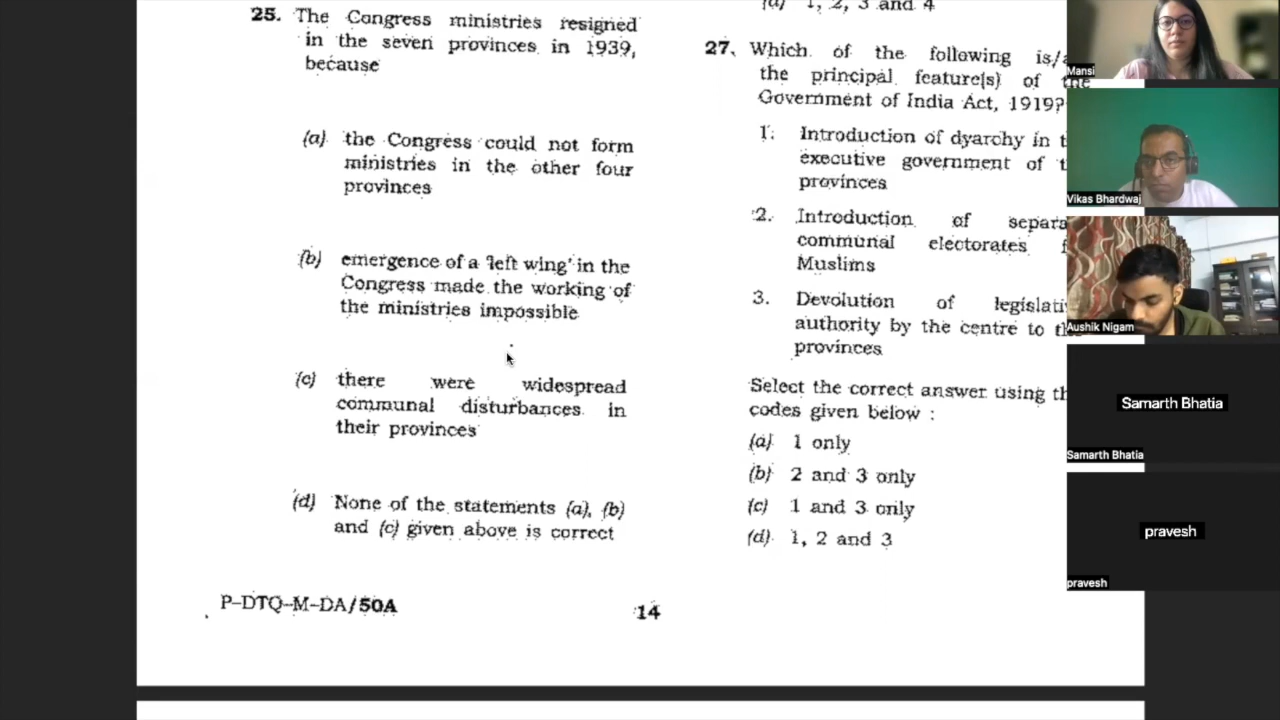 25. The Congress ministries resigned
in the seven provinces in 1939,
because
(a) the Congress could not form
ministries in the other four
provinces
(b) emergence of a 'left wing' in the
Congress made the working of
the ministries impossible
(c) there were widespread
communal disturbances in
their provinces
(d) None of the statements (a), (b)
and (c) given above is correct
P-DTQ-M-DA/50A
14
(d) 1, 2, 3 and 4
27. Which of the following
the principal feature(s) of the
Government of India Act, 1919?
1. Introduction of dyarchy in
executive government of
provinces
2. Introduction of
communal electorates
Muslims
3. Devolution of
authority by the centre to
provinces
Select the correct answer using
codes given below :
(a) 1 only
(b) 2 and 3 only
(c) 1 and 3 only
(d) 1, 2 and 3
Mansi
Vikas Bhardwaj
Aushik Nigam
Samarth Bhatia
Samarth Bhatia
pravesh
pravesh